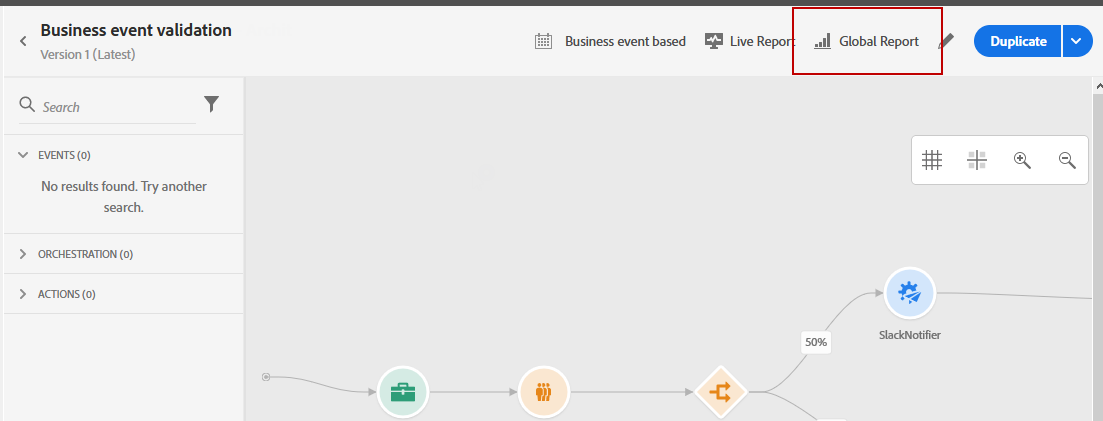 Business event validation
Version 1 (Latest)
Business event based
Live Report
Global Report
Duplicate
Search
EVENTS (0)
No results found. Try another
search.
ORCHESTRATION (0)
ACTIONS (0)
SlackNotifier
50%